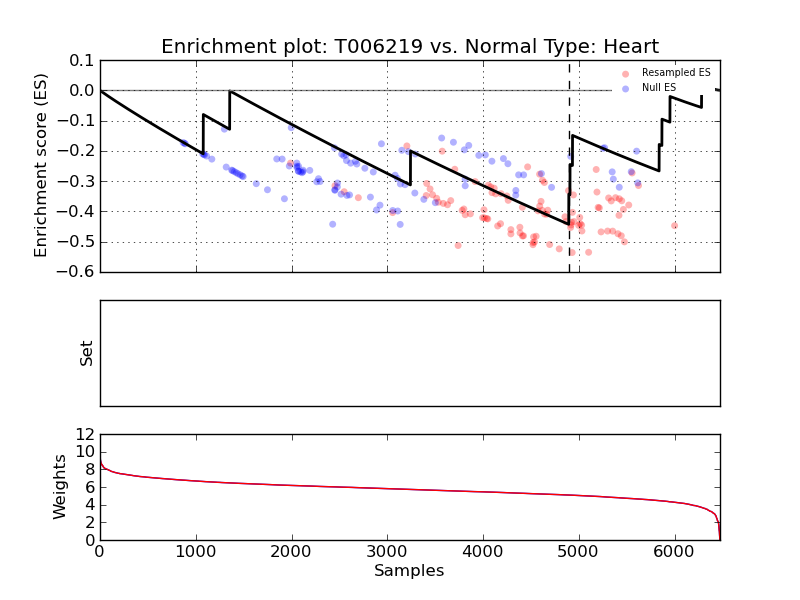 Enrichment plot: T006219 vs. Normal Type: Heart
Enrichment score (ES)
0.1
0.0
−0.1
−0.2
−0.3
−0.4
−0.5
−0.6
Resampled ES
Null ES
Set
Weights
12
10
8
6
4
2
0
0 1000 2000 3000 4000 5000 6000
Samples